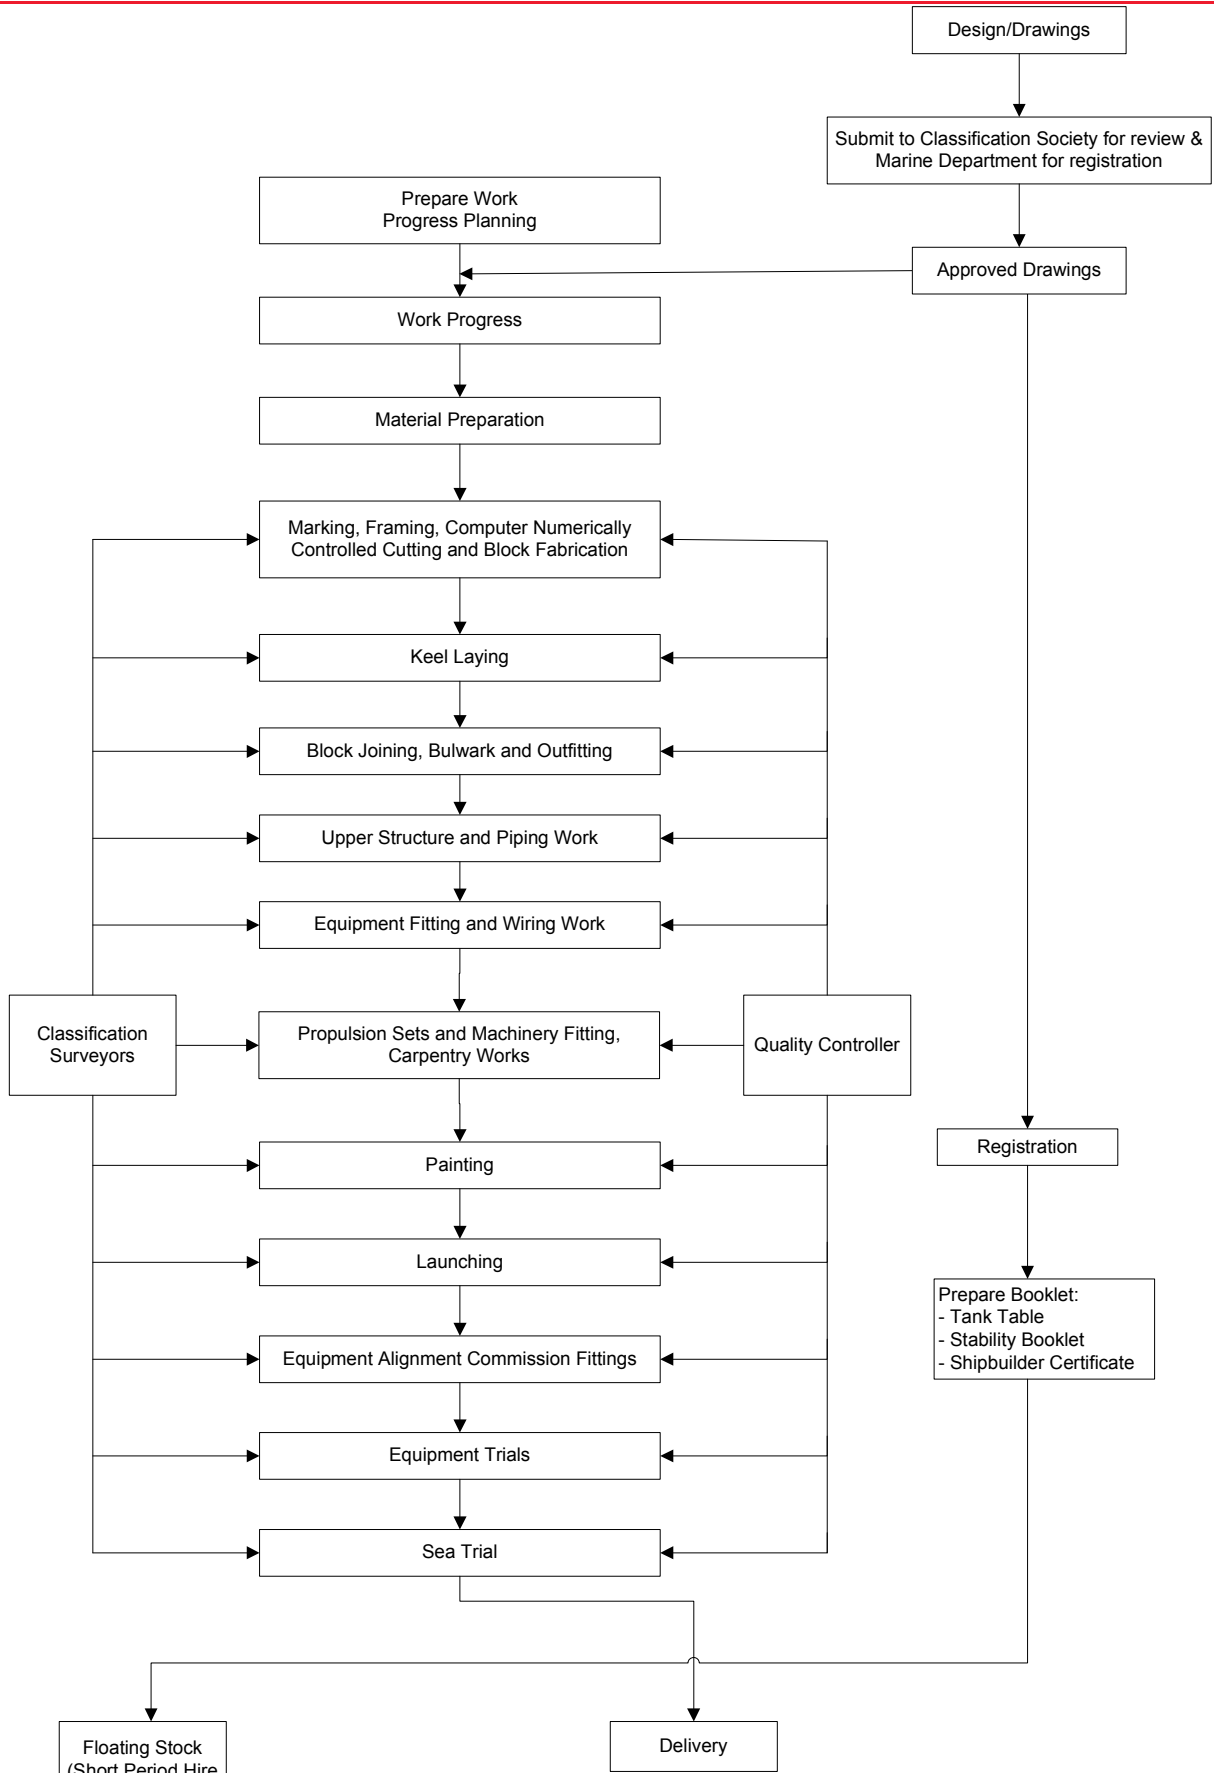 Design/Drawings
Submit to Classification Society for review &
Marine Department for registration
Prepare Work
Progress Planning
Approved Drawings
Work Progress
Material Preparation
Marking, Framing, Computer Numerically
Controlled Cutting and Block Fabrication
Keel Laying
Block Joining, Bulwark and Outfitting
Upper Structure and Piping Work
Equipment Fitting and Wiring Work
Classification
Surveyors
Propulsion Sets and Machinery Fitting,
Carpentry Works
Quality Controller
Painting
Registration
Launching
Prepare Booklet:
- Tank Table
- Stability Booklet
- Shipbuilder Certificate
Equipment Alignment Commission Fittings
Equipment Trials
Sea Trial
Floating Stock
(Short Period Hire
Delivery